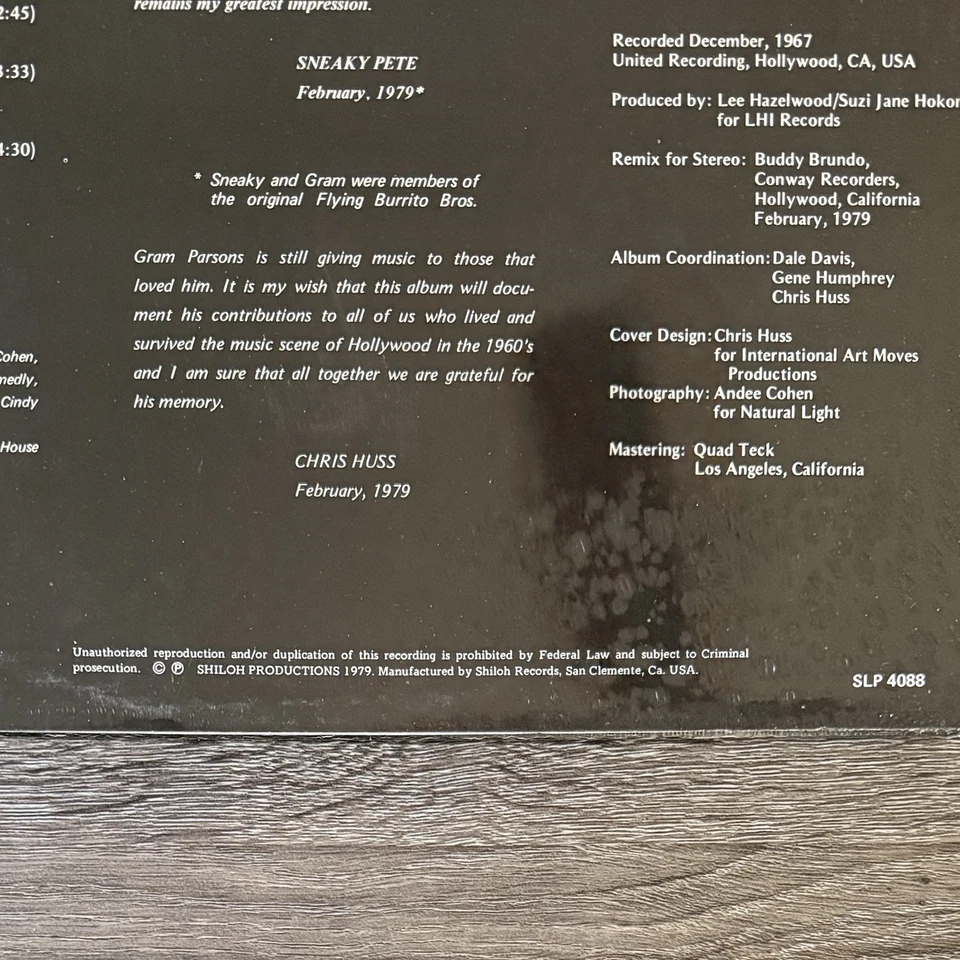 2:45)
3:33)
4:30)
Cohen,
medly,
Cindy
House
remains my greatest impression.
SNEAKY PETE
February, 1979*
* Sneaky and Gram were members of
the original Flying Burrito Bros.
Gram Parsons is still giving music to those that
loved him. It is my wish that this album will docu-
ment his contributions to all of us who lived and
survived the music scene of Hollywood in the 1960's
and I am sure that all together we are grateful for
his memory.
CHRIS HUSS
February, 1979
Recorded December, 1967
United Recording, Hollywood, CA, USA
Produced by: Lee Hazelwood/Suzi Jane Hokor
for LHI Records
Remix for Stereo: Buddy Brundo,
Conway Recorders,
Hollywood, California
February, 1979
Album Coordination: Dale Davis,
Gene Humphrey
Chris Huss
Cover Design: Chris Huss
for International Art Moves
Productions
Photography: Andee Cohen
for Natural Light
Mastering: Quad Teck
Los Angeles, California
Unauthorized reproduction and/or duplication of this recording is prohibited by Federal Law and subject to Criminal
prosecution. © ℗ SHILOH PRODUCTIONS 1979. Manufactured by Shiloh Records, San Clemente, Ca. USA.
SLP 4088